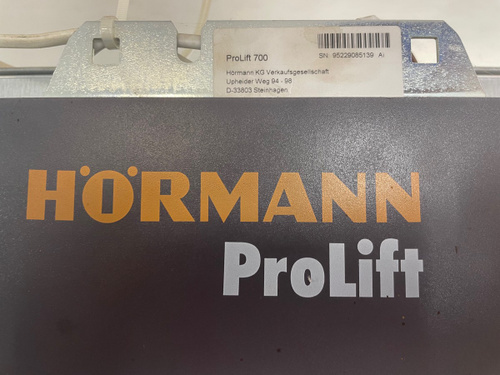 ProLift 700
SN: 95229085139 A:
Hörmann KG Verkaufsgesellschaft
Upheider Weg 94 - 98
D-33803 Steinhagen
HÖRMANN
ProLift